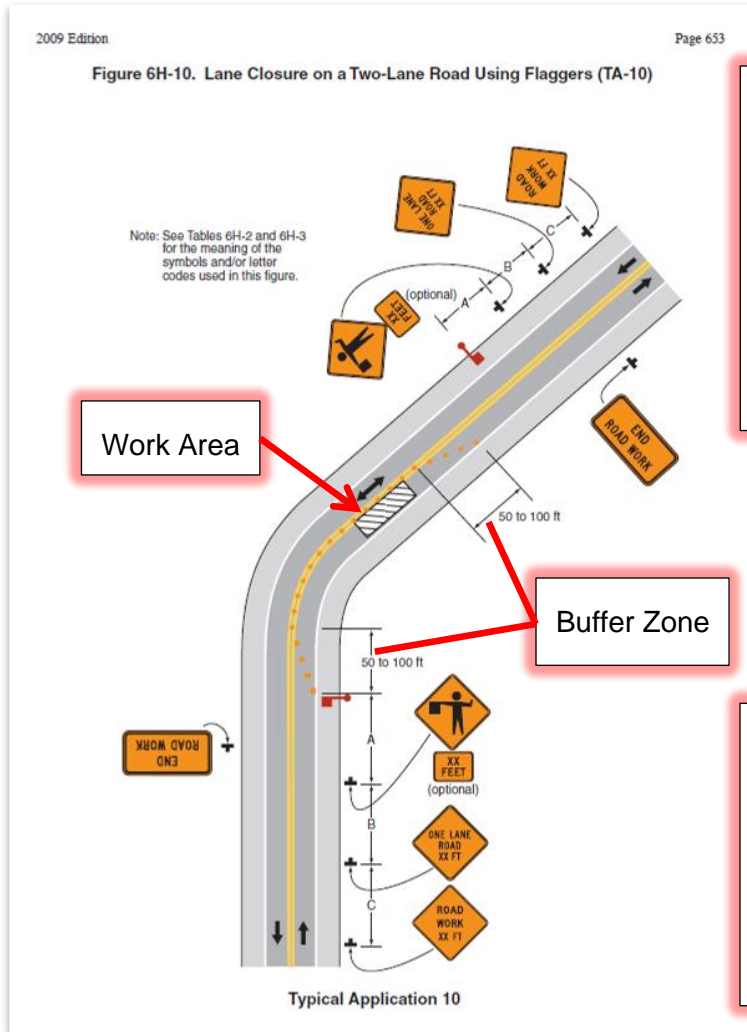 2009 Edition
Page 653
Figure 6H-10. Lane Closure on a Two-Lane Road Using Flaggers (TA-10)
ROAD
WORK
XX FT
ONE LANE
ROAD
XX FT
Note: See Tables 6H-2 and 6H-3
for the meaning of the
symbols and/or letter
codes used in this figure.
C
B
A
(optional)
XX
FEET
END
ROAD WORK
Work Area
50 to 100 ft
Buffer Zone
50 to 100 ft
END
ROAD WORK
A
XX
FEET
(optional)
B
ONE LANE
ROAD
XX FT
C
ROAD
WORK
XX FT
Typical Application 10